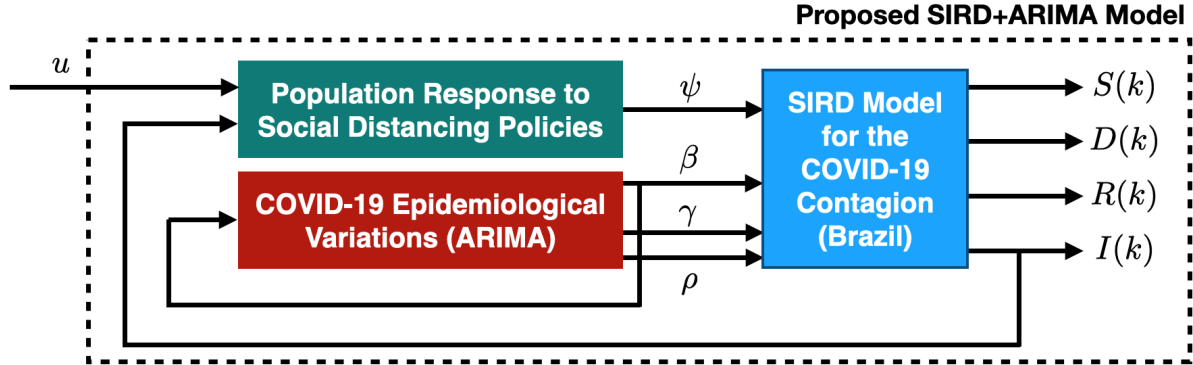 Proposed SIRD+ARIMA Model
u
Population Response to
Social Distancing Policies
ψ
COVID-19 Epidemiological
Variations (ARIMA)
β
γ
ρ
SIRD Model
for the
COVID-19
Contagion
(Brazil)
S(k)
D(k)
R(k)
I(k)